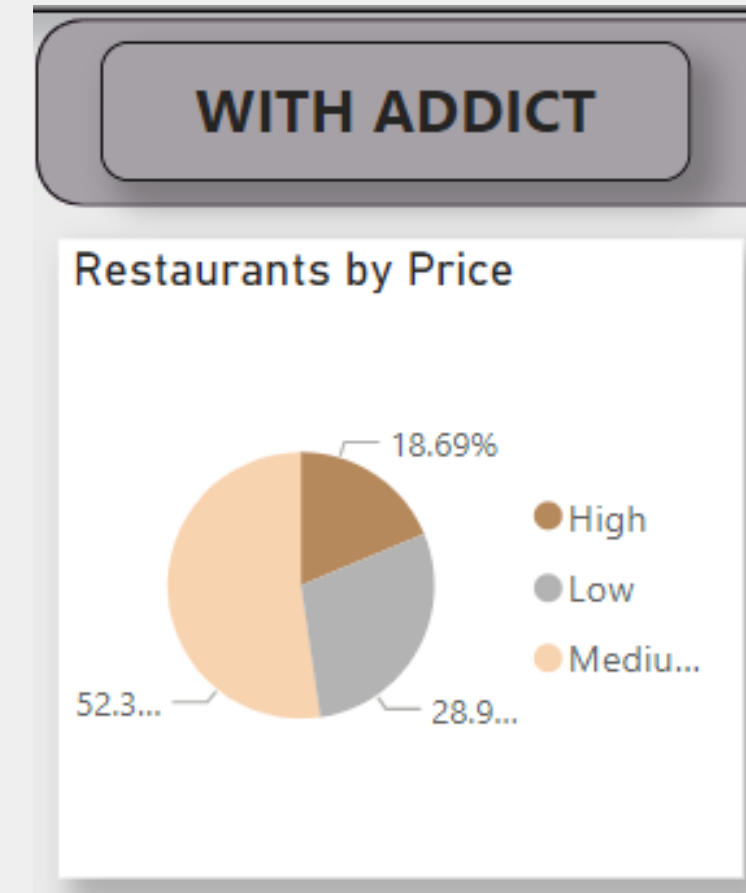 WITH ADDICT
Restaurants by Price
18.69%
High
Low
Mediu...
52.3...
28.9...